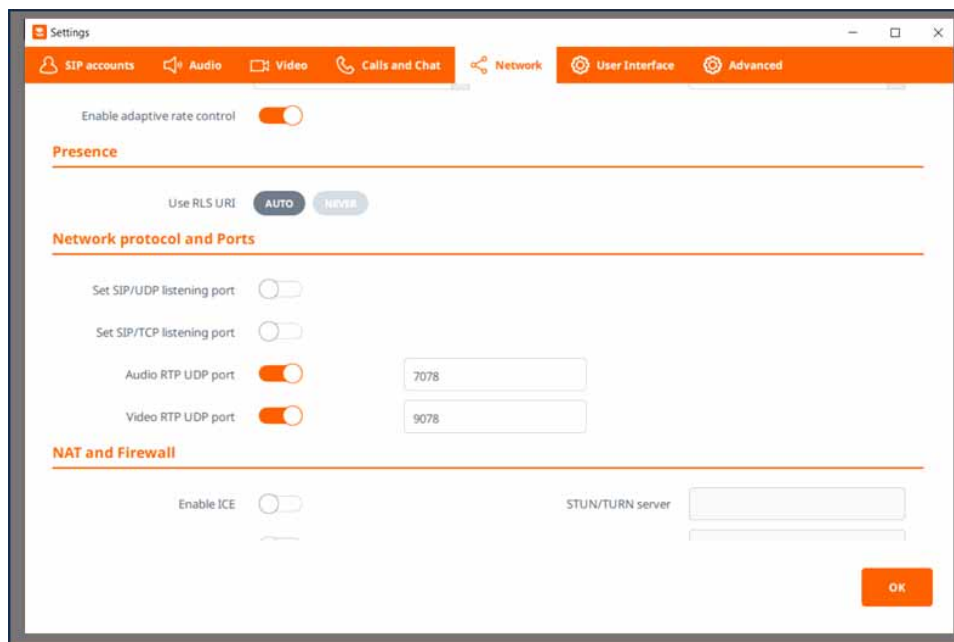 Settings
SIP accounts Audio Video Calls and Chat Network User Interface Advanced
Enable adaptive rate control
Presence
Use RLS URI AUTO NEVER
Network protocol and Ports
Set SIP/UDP listening port
Set SIP/TCP listening port
Audio RTP UDP port 7078
Video RTP UDP port 9078
NAT and Firewall
Enable ICE STUN/TURN server
OK